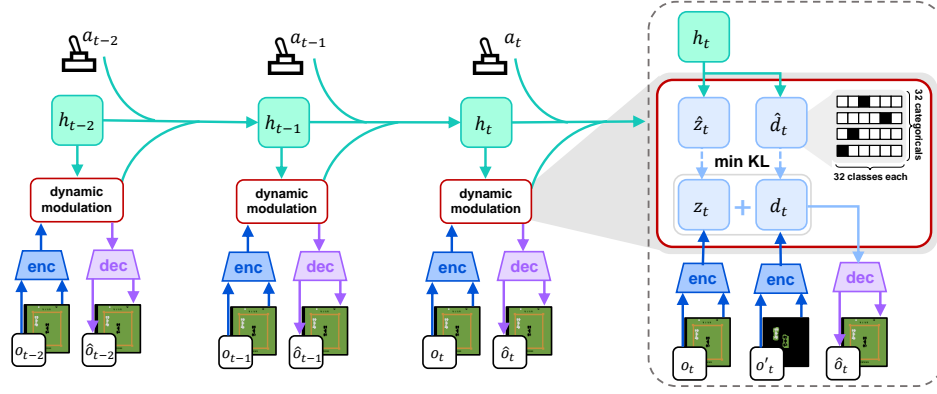 a_{t-2}
a_{t-1}
a_t
h_{t-2}
h_{t-1}
h_t
h_t
dynamic
modulation
dynamic
modulation
dynamic
modulation
enc
dec
enc
dec
enc
dec
o_{t-2}
ô_{t-2}
o_{t-1}
ô_{t-1}
o_t
ô_t
ẑ_t
d̂_t
32 categoricals
32 classes each
min KL
z_t
+
d_t
enc
enc
dec
o_t
o'_t
ô_t